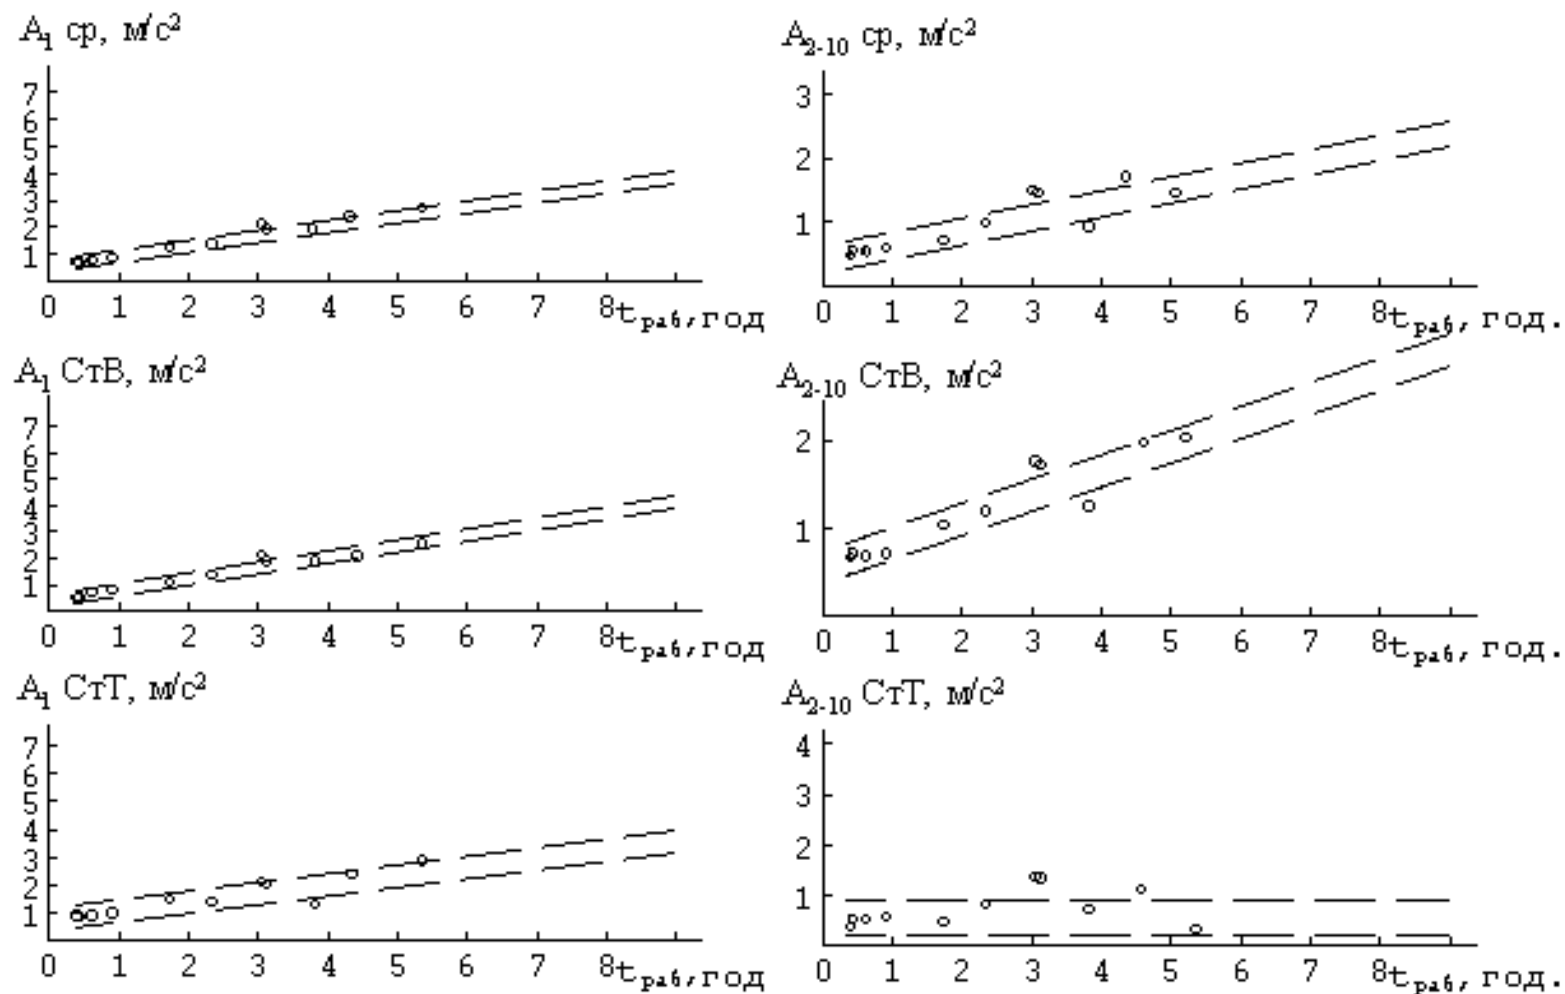 A₁ ср, м/с²
7
6
5
4
3
2
1
0 1 2 3 4 5 6 7 8 tраб, год
A₂₋₁₀ ср, м/с²
3
2
1
0 1 2 3 4 5 6 7 8 tраб, год.
A₁ СтВ, м/с²
7
6
5
4
3
2
1
0 1 2 3 4 5 6 7 8 tраб, год
A₂₋₁₀ СтВ, м/с²
2
1
0 1 2 3 4 5 6 7 8 tраб, год.
A₁ СтТ, м/с²
7
6
5
4
3
2
1
0 1 2 3 4 5 6 7 8 tраб, год
A₂₋₁₀ СтТ, м/с²
4
3
2
1
0 1 2 3 4 5 6 7 8 tраб, год.